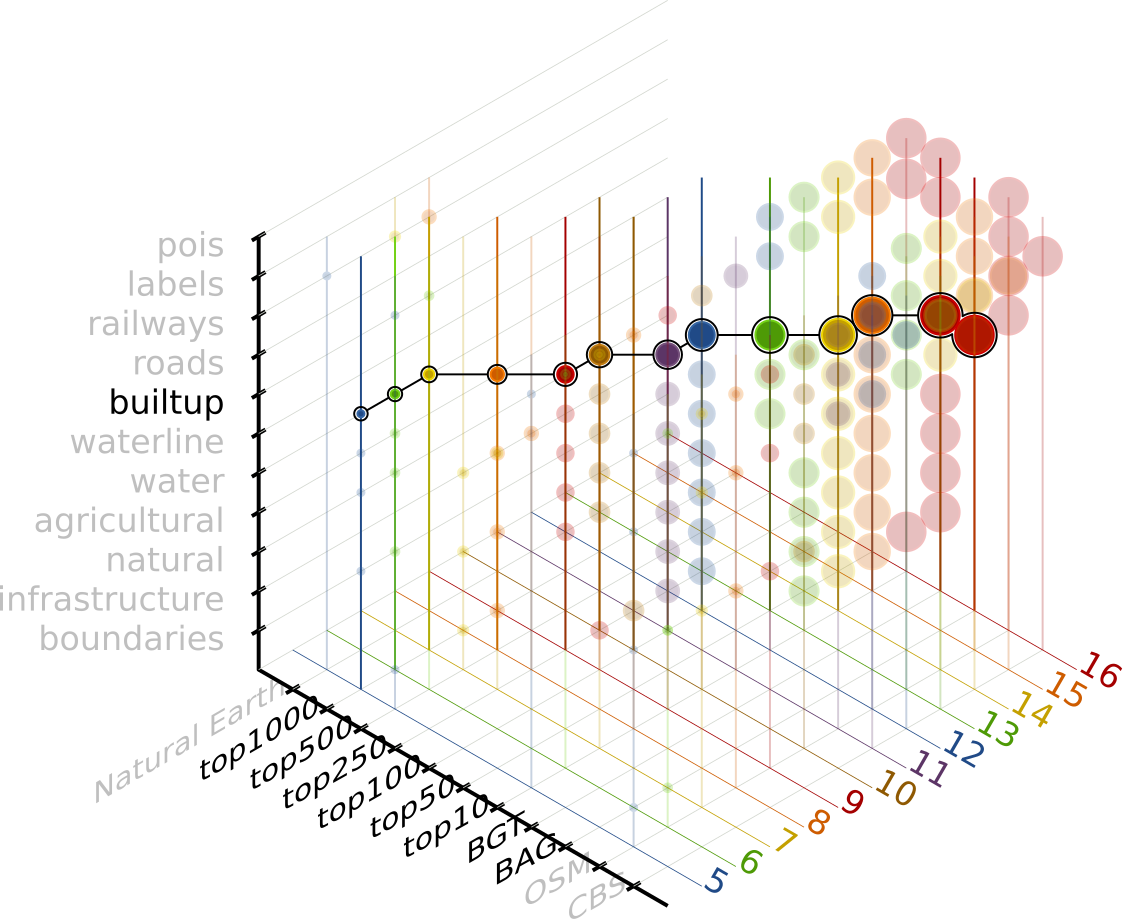 pois
labels
railways
roads
builtup
waterline
water
agricultural
natural
infrastructure
boundaries
Natural Earth
top1000
top500
top250
top100
top50
top10
BGT
BAG
OSM
CBS
5
6
7
8
9
10
11
12
13
14
15
16